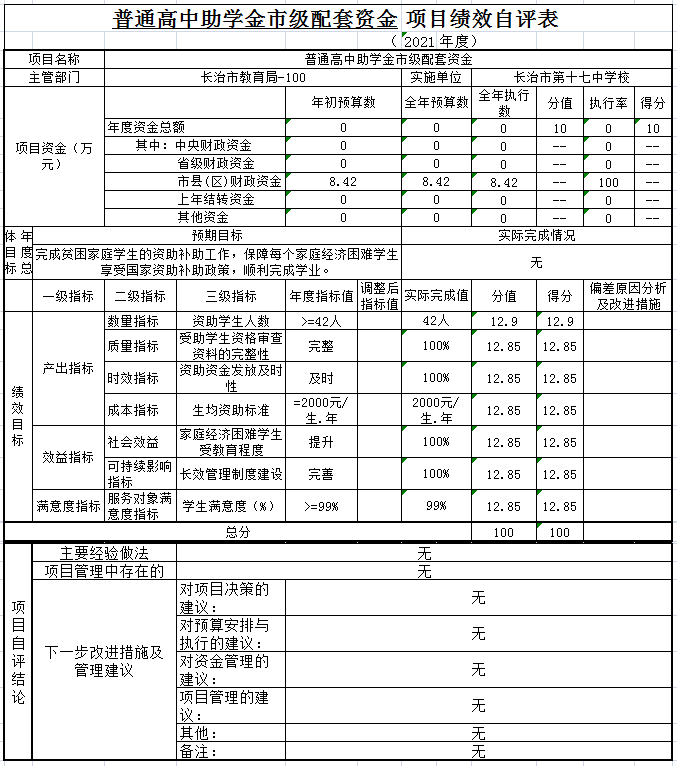 普通高中助学金市级配套资金 项目绩效自评表
（ 2021 年度）
项目名称 普通高中助学金市级配套资金
主管部门 长治市教育局-100 实施单位 长治市第十七中学校
项目资金（万元） 年初预算数 全年预算数 全年执行数 分值 执行率 得分
年度资金总额 0 0 0 10 0 10
其中：中央财政资金 0 0 0 -- 0 --
省级财政资金 0 0 0 -- 0 --
市县(区)财政资金 8.42 8.42 8.42 -- 100 --
上年结转资金 0 0 0 -- 0 --
其他资金 0 0 0 -- 0 --
年度总体目标 预期目标 实际完成情况
完成贫困家庭学生的资助补助工作，保障每个家庭经济困难学生
享受国家资助补助政策，顺利完成学业。 无
绩效目标 一级指标 二级指标 三级指标 年度指标值 调整后指标值 实际完成值 分值 得分 偏差原因分析及改进措施
产出指标 数量指标 资助学生人数 >=42人 42人 12.9 12.9
质量指标 受助学生资格审查资料的完整性 完整 100% 12.85 12.85
时效指标 资助资金发放及时性 及时 100% 12.85 12.85
成本指标 生均资助标准 =2000元/生.年 2000元/生.年 12.85 12.85
效益指标 社会效益 家庭经济困难学生受教育程度 提升 100% 12.85 12.85
可持续影响指标 长效管理制度建设 完善 100% 12.85 12.85
满意度指标 服务对象满意度指标 学生满意度（%） >=99% 99% 12.85 12.85
总分 100 100
项目自评结论 主要经验做法 无
项目管理中存在的 无
下一步改进措施及管理建议 对项目决策的建议： 无
对预算安排与执行的建议： 无
对资金管理的建议： 无
项目管理的建议： 无
其他： 无
备注： 无